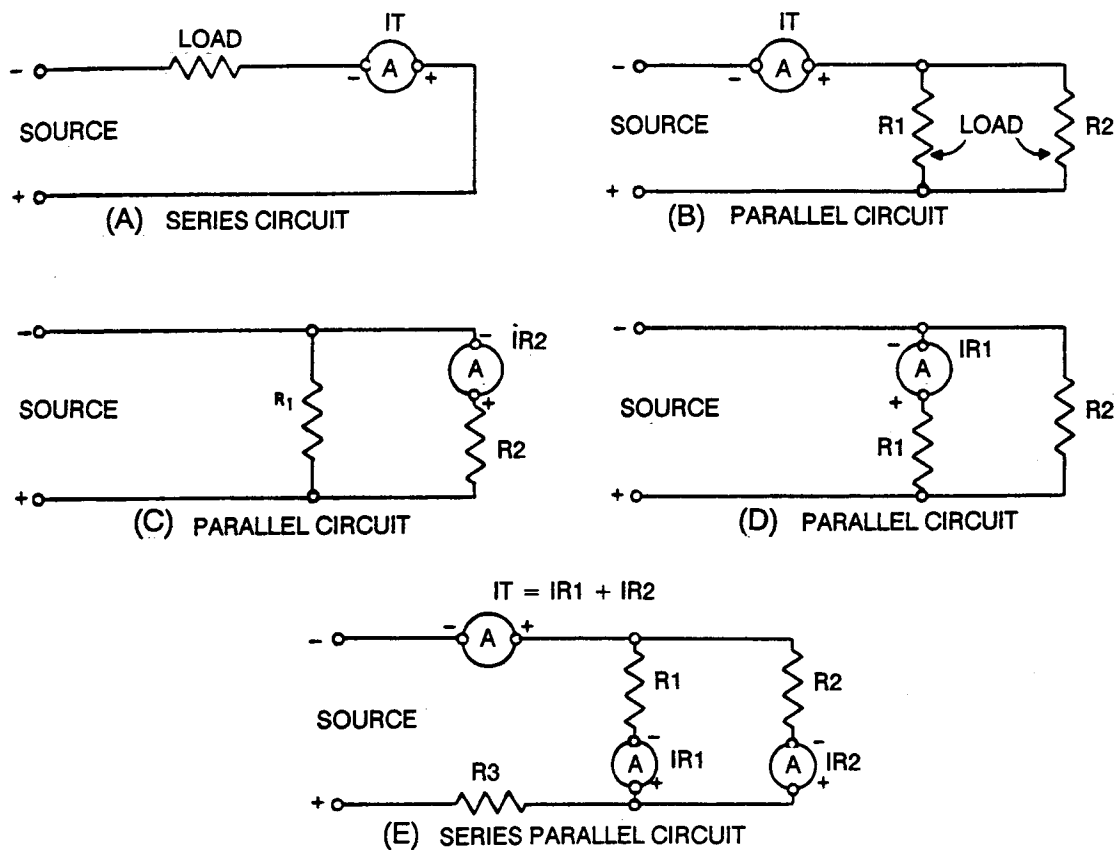 IT
LOAD
- A +
-
SOURCE
+
(A) SERIES CIRCUIT
IT
- A +
-
SOURCE
R1 LOAD R2
+
(B) PARALLEL CIRCUIT
-
SOURCE
R1
- IR2
A
+
R2
+
(C) PARALLEL CIRCUIT
-
SOURCE
- IR1
A
+
R1
R2
+
(D) PARALLEL CIRCUIT
IT = IR1 + IR2
- A +
-
SOURCE
R1
R2
- A + IR1
- A + IR2
R3
+
(E) SERIES PARALLEL CIRCUIT